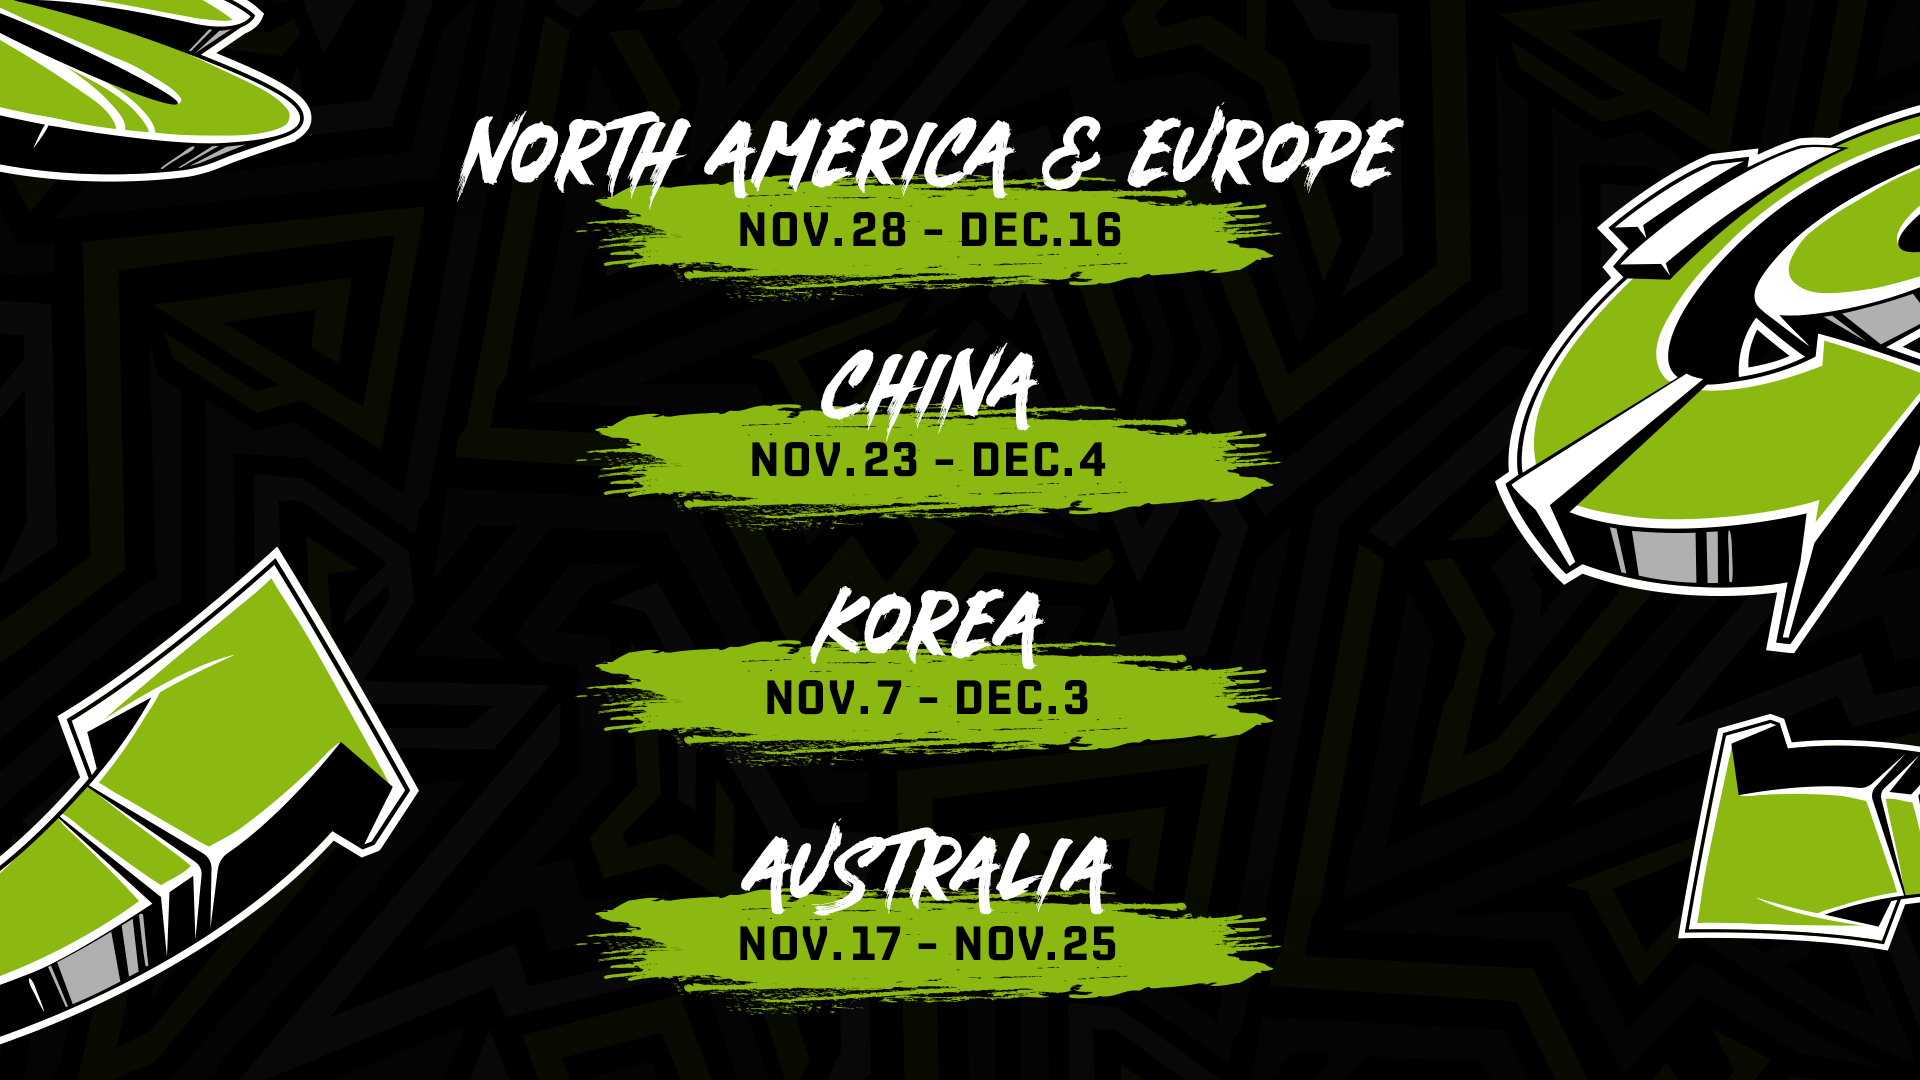 NORTH AMERICA & EUROPE
NOV.28 - DEC.16
CHINA
NOV.23 - DEC.4
KOREA
NOV.7 - DEC.3
AUSTRALIA
NOV.17 - NOV.25